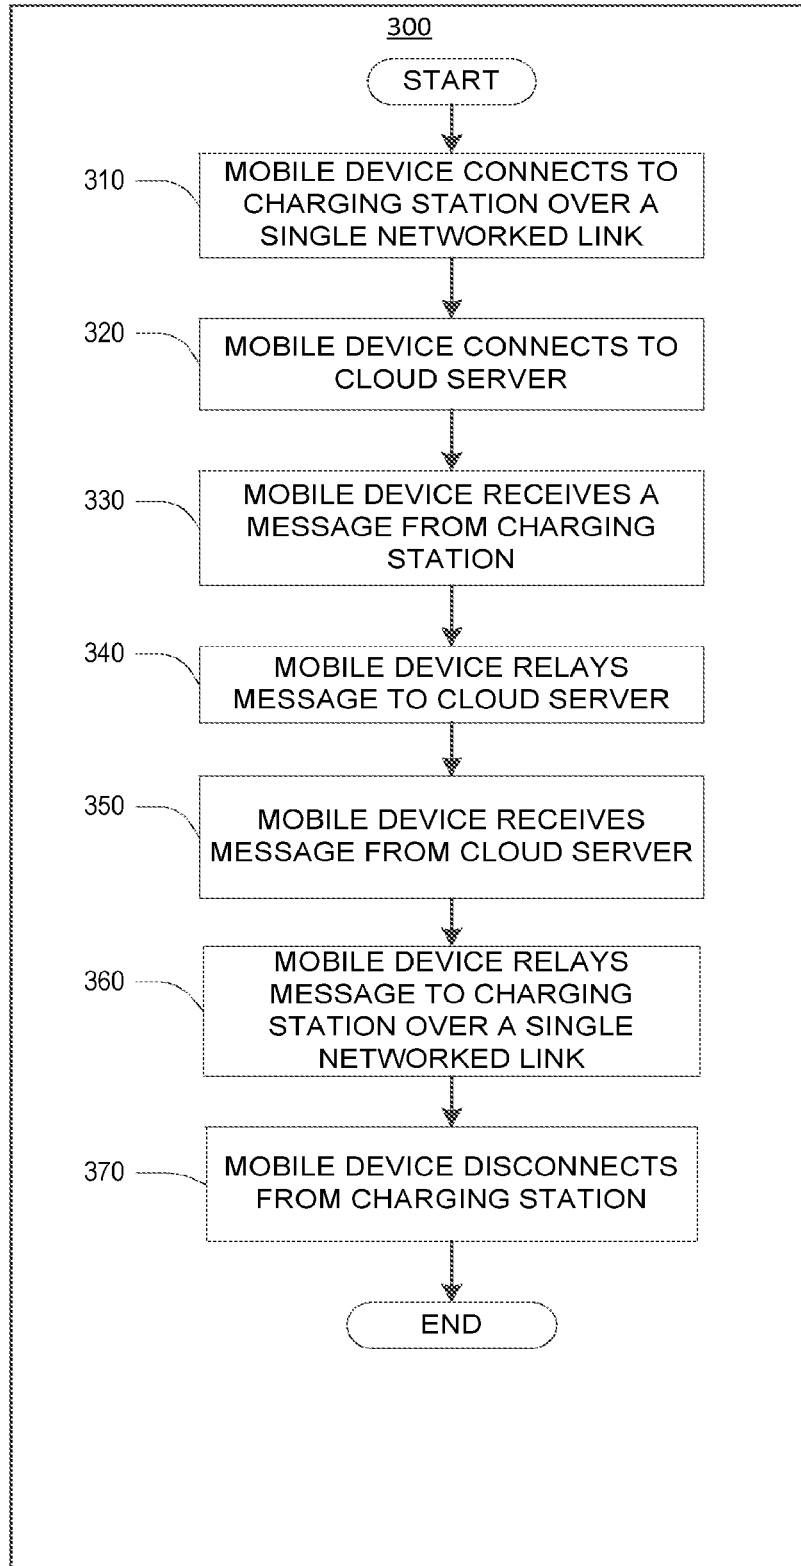 300
START
310
MOBILE DEVICE CONNECTS TO
CHARGING STATION OVER A
SINGLE NETWORKED LINK
320
MOBILE DEVICE CONNECTS TO
CLOUD SERVER
330
MOBILE DEVICE RECEIVES A
MESSAGE FROM CHARGING
STATION
340
MOBILE DEVICE RELAYS
MESSAGE TO CLOUD SERVER
350
MOBILE DEVICE RECEIVES
MESSAGE FROM CLOUD SERVER
360
MOBILE DEVICE RELAYS
MESSAGE TO CHARGING
STATION OVER A SINGLE
NETWORKED LINK
370
MOBILE DEVICE DISCONNECTS
FROM CHARGING STATION
END